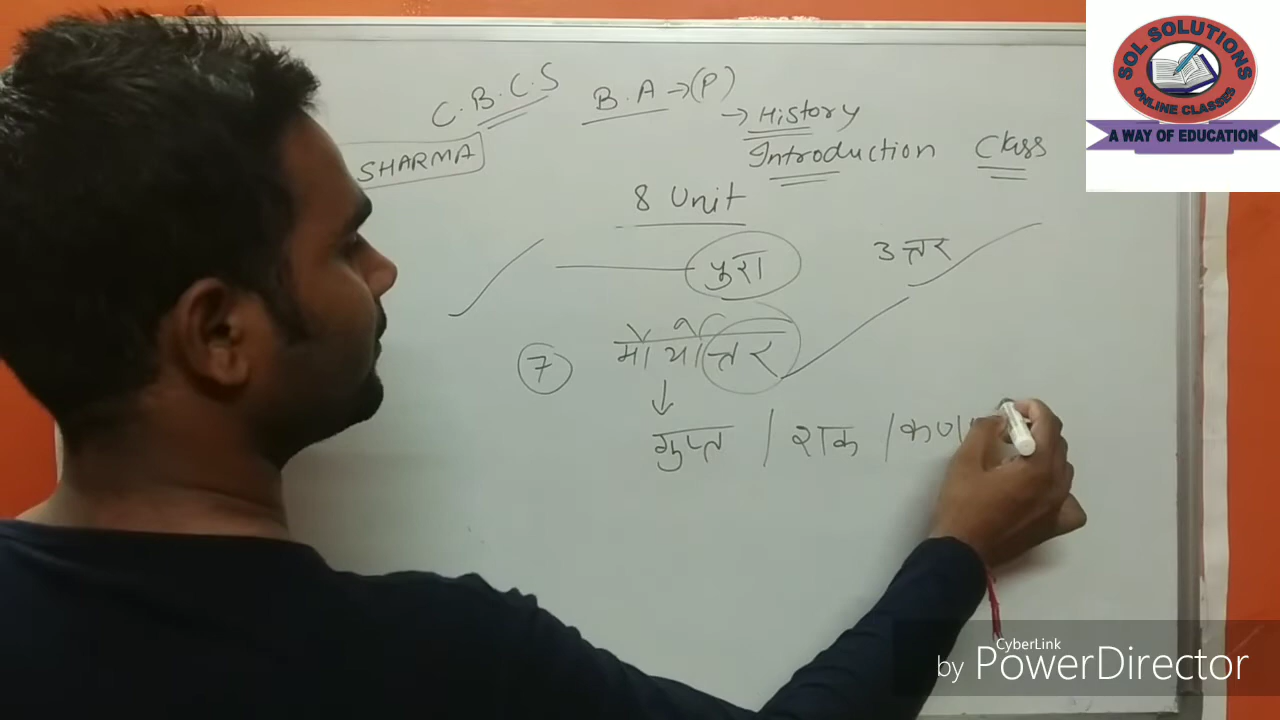 C.B.C.S B.A → (P)
→ History
SHARMA Introduction Class
8 Unit
पुरा उत्तर
7 मौर्योत्तर
↓
गुप्त / शक /
SOL SOLUTIONS
ONLINE CLASSES
A WAY OF EDUCATION
CyberLink
by PowerDirector